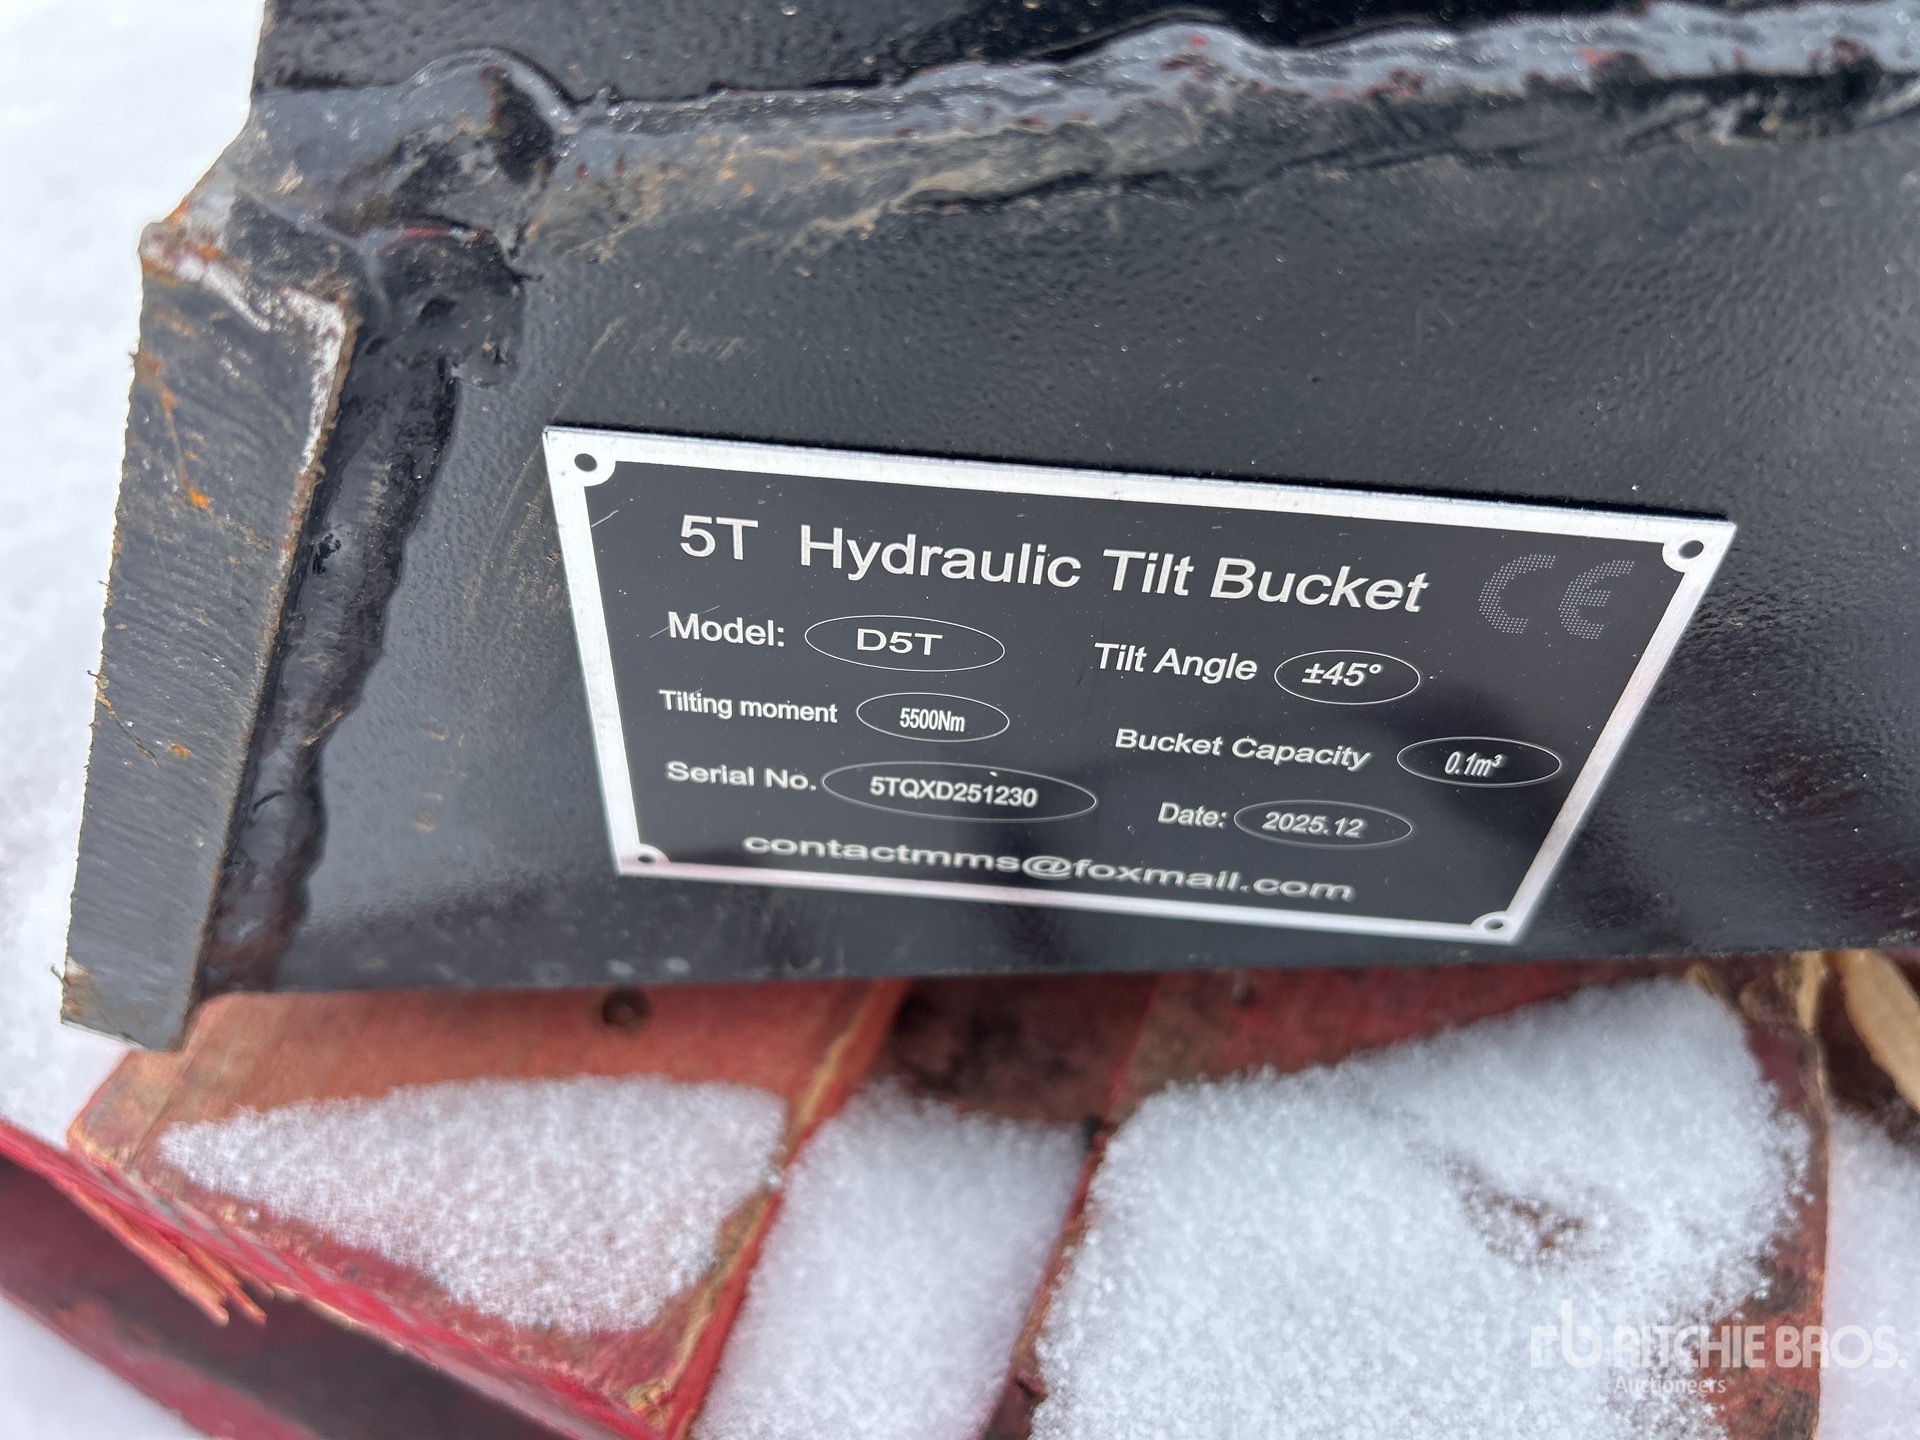 5T Hydraulic Tilt Bucket CE
Model: D5T Tilt Angle ±45°
Tilting moment 5500Nm Bucket Capacity 0.1m³
Serial No. 5TQXD251230 Date: 2025.12
contactmms@foxmail.com
rb RITCHIE BROS.
Auctioneers